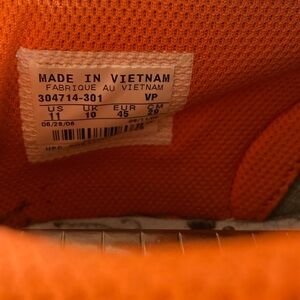 MADE IN VIETNAM
FABRIQUE AU VIETNAM
304714-301 VP
US UK EUR CM
11 10 45 29
08/28/06